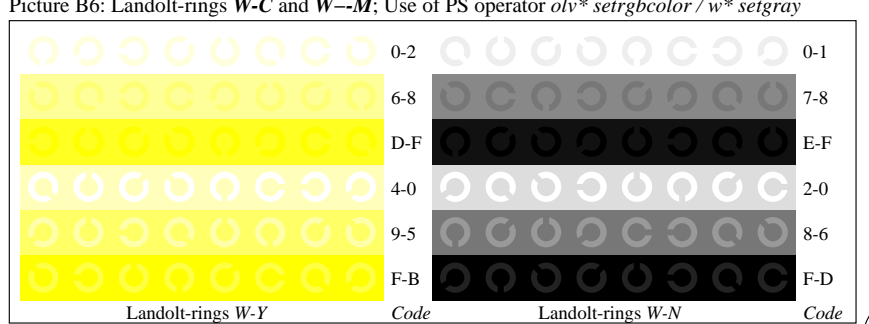 Picture B6: Landolt-rings W-C and W−-M; Use of PS operator olv* setrgbcolor / w* setgray
0-2 0-1
6-8 7-8
D-F E-F
4-0 2-0
9-5 8-6
F-B F-D
Landolt-rings W-Y Code Landolt-rings W-N Code